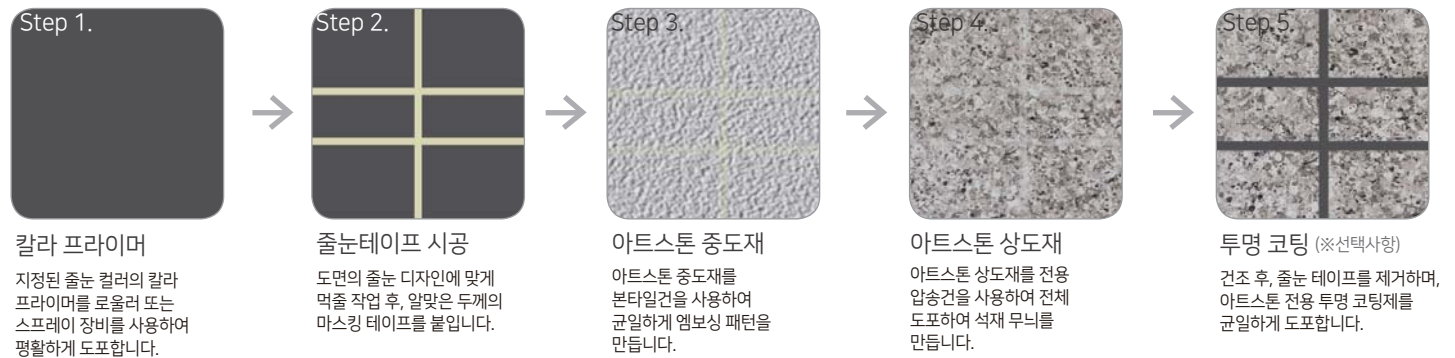 Step 1.
칼라 프라이머
지정된 줄눈 컬러의 칼라
프라이머를 로울러 또는
스프레이 장비를 사용하여
평활하게 도포합니다.
Step 2.
줄눈테이프 시공
도면의 줄눈 디자인에 맞게
먹줄 작업 후, 알맞은 두께의
마스킹 테이프를 붙입니다.
Step 3.
아트스톤 중도재
아트스톤 중도재를
본타일건을 사용하여
균일하게 엠보싱 패턴을
만듭니다.
Step 4.
아트스톤 상도재
아트스톤 상도재를 전용
압송건을 사용하여 전체
도포하여 석재 무늬를
만듭니다.
Step 5.
투명 코팅 (※선택사항)
건조 후, 줄눈 테이프를 제거하며,
아트스톤 전용 투명 코팅제를
균일하게 도포합니다.